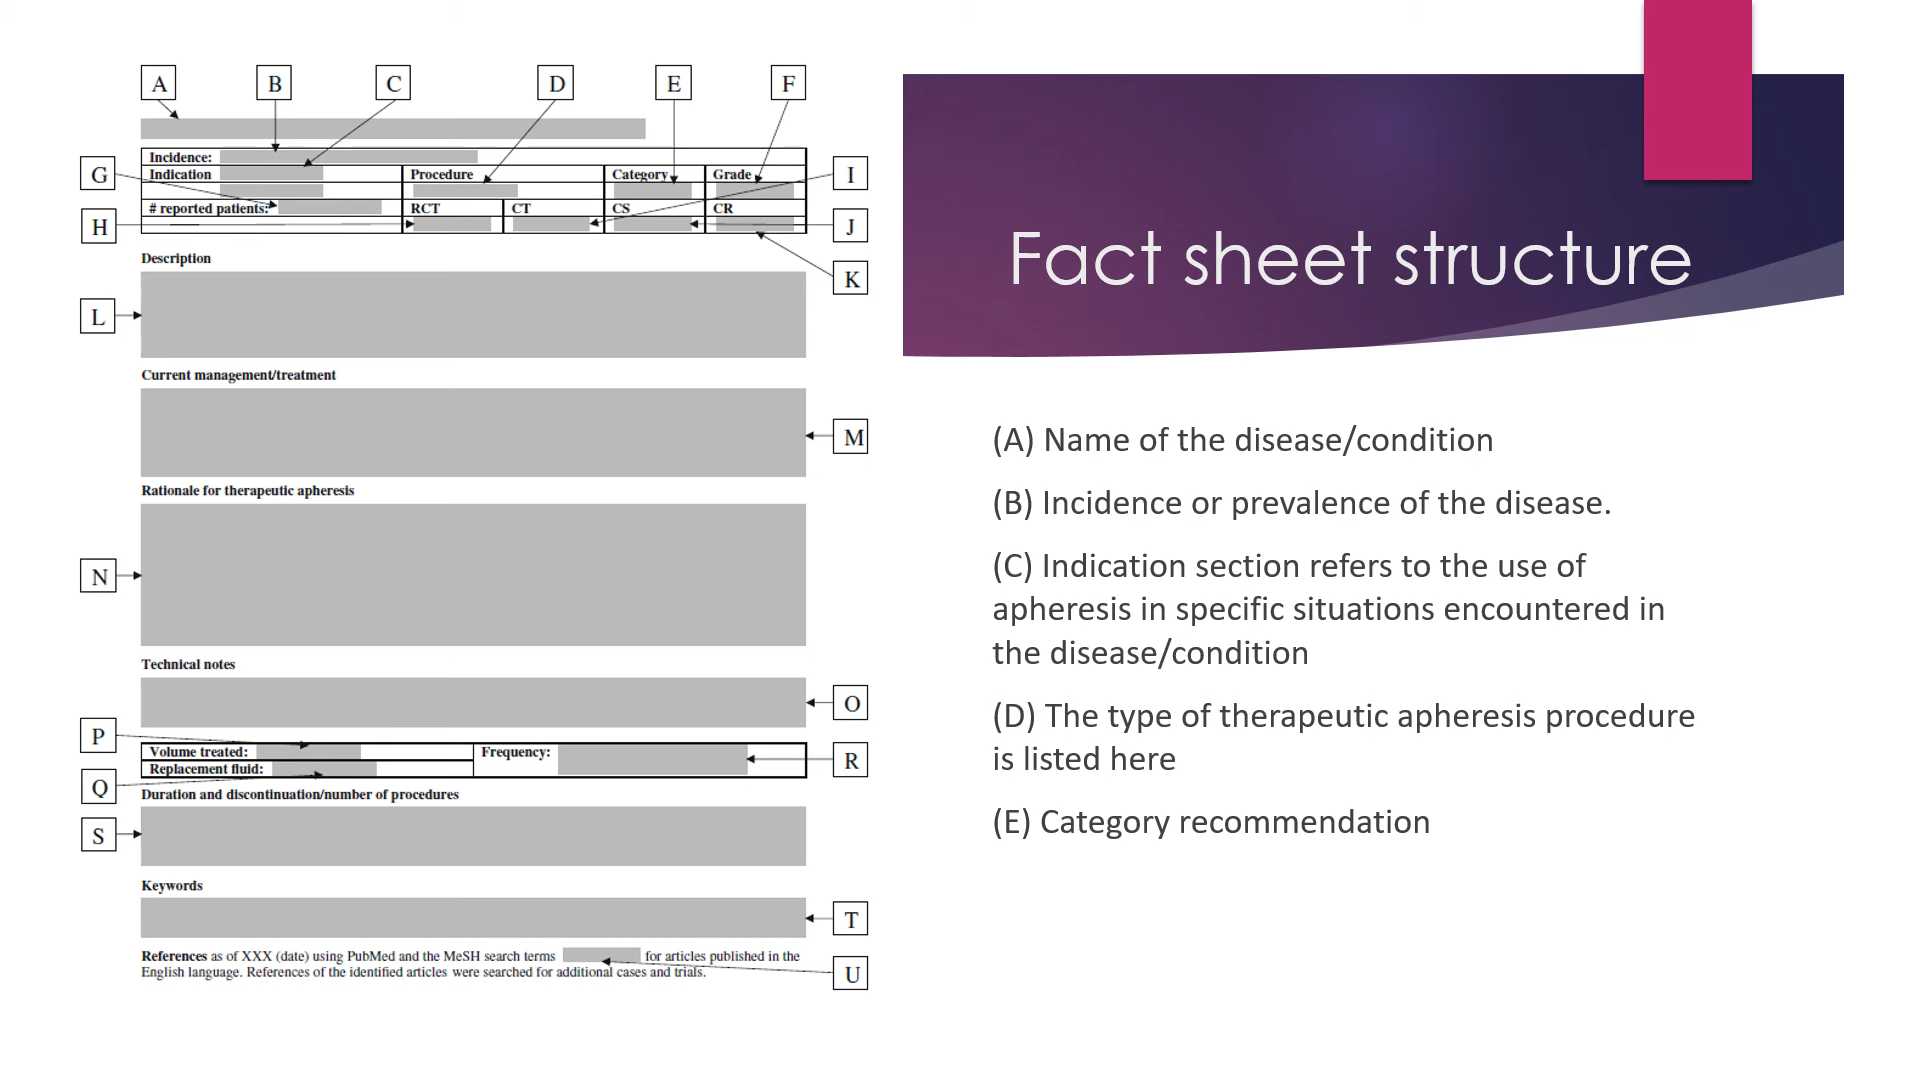 A
B
C
D
E
F
Incidence:
G
Indication
Procedure
Category
Grade
I
# reported patients:
RCT
CT
CS
CR
H
J
Description
K
L
Current management/treatment
M
Rationale for therapeutic apheresis
N
Technical notes
O
P
Volume treated:
Frequency:
R
Replacement fluid:
Q
Duration and discontinuation/number of procedures
S
Keywords
T
References as of XXX (date) using PubMed and the MeSH search terms for articles published in the
English language. References of the identified articles were searched for additional cases and trials.
U
Fact sheet structure
(A) Name of the disease/condition
(B) Incidence or prevalence of the disease.
(C) Indication section refers to the use of
apheresis in specific situations encountered in
the disease/condition
(D) The type of therapeutic apheresis procedure
is listed here
(E) Category recommendation